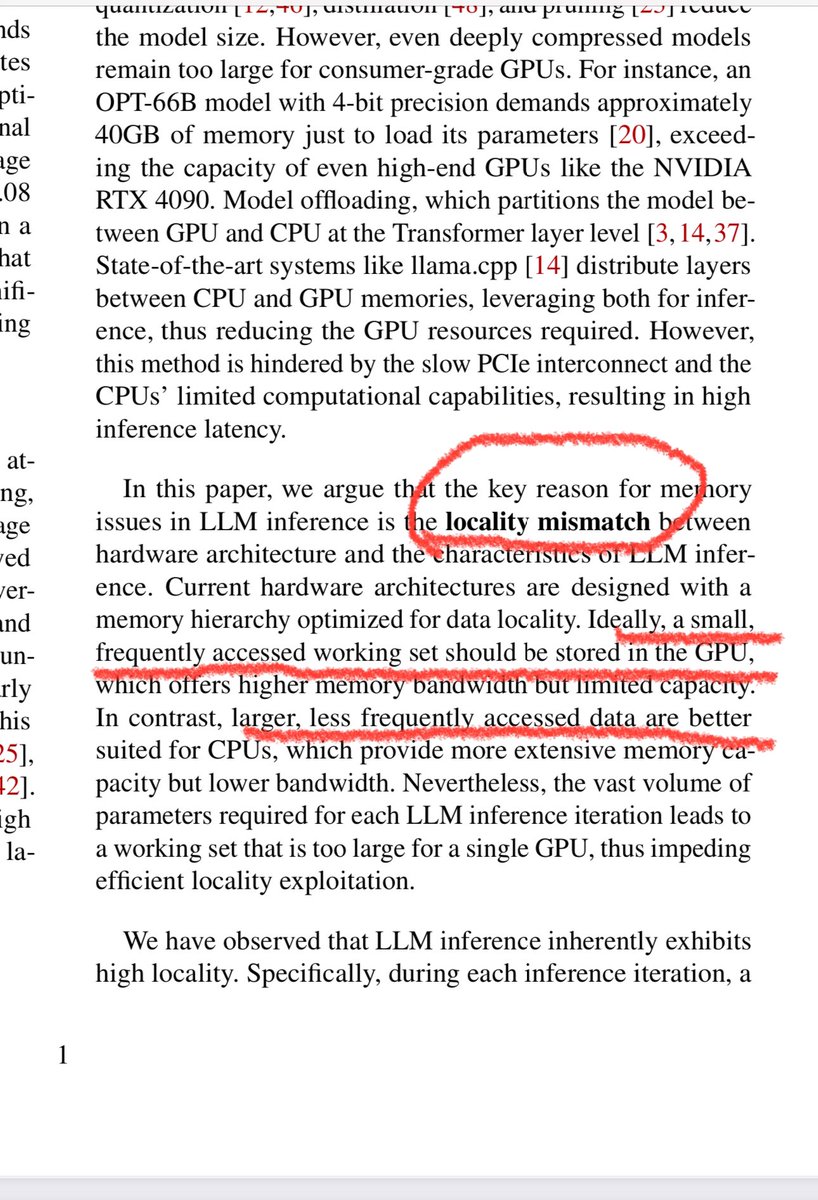 nds
tes
pti-
nal
age
.08
n a
hat
ifi-
ing
at-
ng,
age
ved
ver-
and
un-
rly
his
25],
42].
igh
la-
quantization [12,46], distillation [48], and pruning [23] reduce
the model size. However, even deeply compressed models
remain too large for consumer-grade GPUs. For instance, an
OPT-66B model with 4-bit precision demands approximately
40GB of memory just to load its parameters [20], exceed-
ing the capacity of even high-end GPUs like the NVIDIA
RTX 4090. Model offloading, which partitions the model be-
tween GPU and CPU at the Transformer layer level [3,14,37].
State-of-the-art systems like llama.cpp [14] distribute layers
between CPU and GPU memories, leveraging both for infer-
ence, thus reducing the GPU resources required. However,
this method is hindered by the slow PCIe interconnect and the
CPUs' limited computational capabilities, resulting in high
inference latency.
In this paper, we argue that the key reason for memory
issues in LLM inference is the locality mismatch between
hardware architecture and the characteristics of LLM infer-
ence. Current hardware architectures are designed with a
memory hierarchy optimized for data locality. Ideally, a small,
frequently accessed working set should be stored in the GPU,
which offers higher memory bandwidth but limited capacity.
In contrast, larger, less frequently accessed data are better
suited for CPUs, which provide more extensive memory ca-
pacity but lower bandwidth. Nevertheless, the vast volume of
parameters required for each LLM inference iteration leads to
a working set that is too large for a single GPU, thus impeding
efficient locality exploitation.
We have observed that LLM inference inherently exhibits
high locality. Specifically, during each inference iteration, a
1